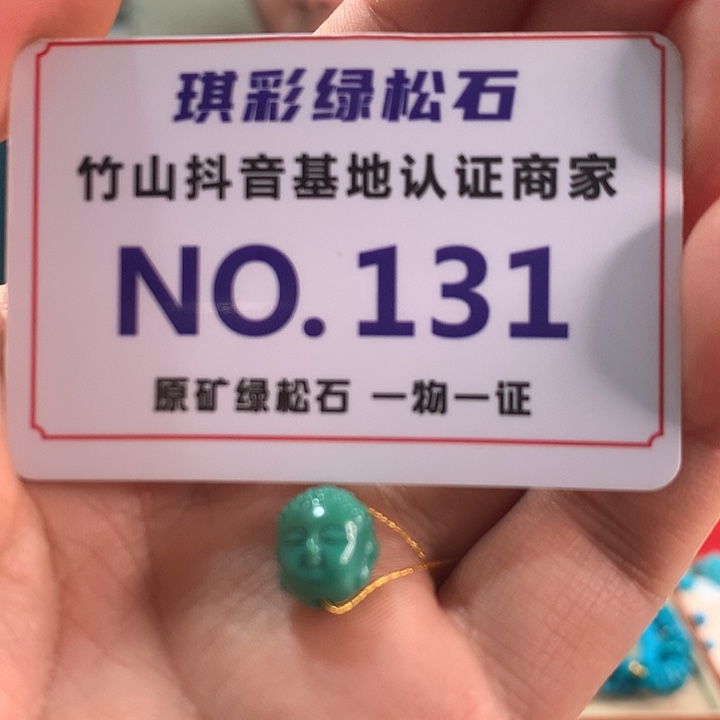 琪彩绿松石
竹山抖音基地认证商家
NO. 131
原矿绿松石 一物一证